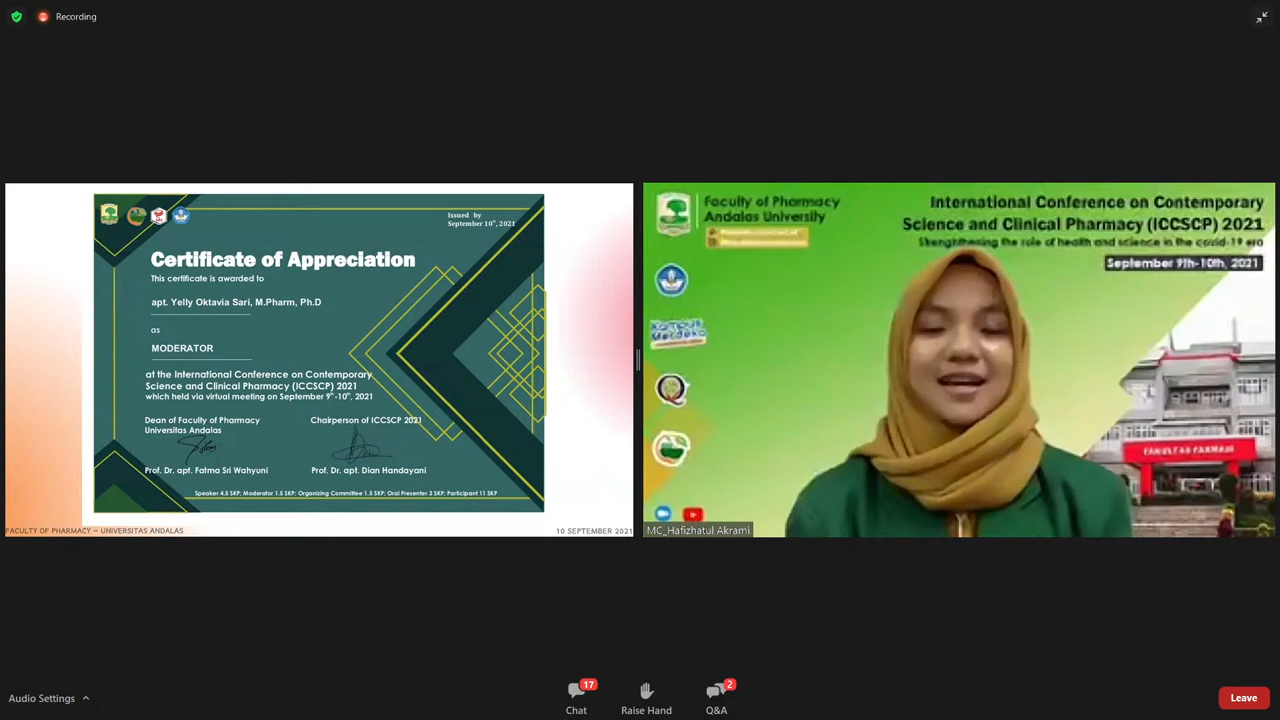 Recording
Issued by
September 10th, 2021
Certificate of Appreciation
This certificate is awarded to
apt. Yelly Oktavia Sari, M.Pharm, Ph.D
as
MODERATOR
at the International Conference on Contemporary
Science and Clinical Pharmacy (ICCSCP) 2021
which held via virtual meeting on September 9th-10th, 2021
Dean of Faculty of Pharmacy
Universitas Andalas
Chairperson of ICCSCP 2021
Prof. Dr. apt. Fatma Sri Wahyuni
Prof. Dr. apt. Dian Handayani
Speaker 4.5 SKP; Moderator 1.5 SKP; Organizing Committee 1.5 SKP; Oral Presenter 3 SKP; Participant 11 SKP
FACULTY OF PHARMACY – UNIVERSITAS ANDALAS
10 SEPTEMBER 2021
Faculty of Pharmacy
Andalas University
International Conference on Contemporary
Science and Clinical Pharmacy (ICCSCP) 2021
Strengthening the role of health and science in the covid-19 era
September 9th-10th, 2021
Kampus
Merdeka
FAKULTAS FARMASI
MC_Hafizhatul Akrami
Audio Settings
17
Chat
Raise Hand
2
Q&A
Leave